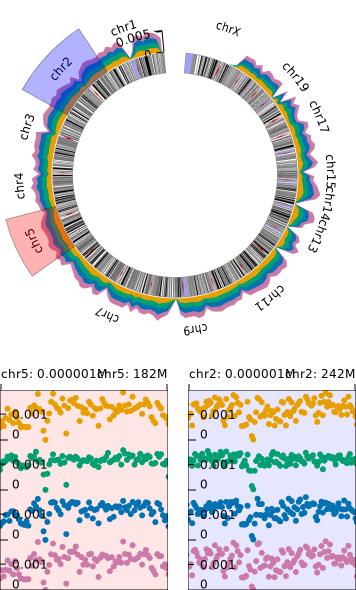 chr1
0.005
0
chrX
chr2
chr19
chr17
chr3
chr15
chr4
chr14
chr13
chr5
chr11
chr7
chr9
chr5: 0.000001M
chr5: 182M
chr2: 0.000001M
chr2: 242M
0.001
0.001
0
0
0.001
0.001
0
0
0.001
0.001
0
0
0.001
0.001
0
0